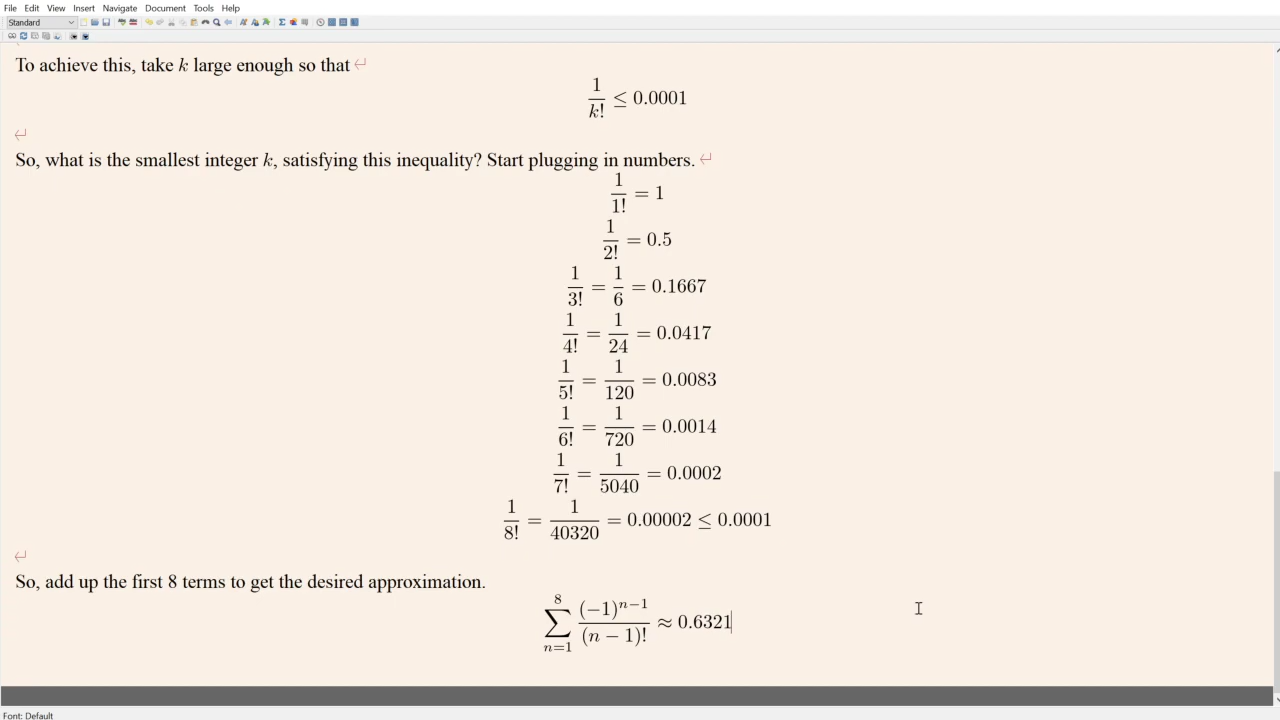 File Edit View Insert Navigate Document Tools Help
Standard
To achieve this, take k large enough so that
1/k! ≤ 0.0001
So, what is the smallest integer k, satisfying this inequality? Start plugging in numbers.
1/1! = 1
1/2! = 0.5
1/3! = 1/6 = 0.1667
1/4! = 1/24 = 0.0417
1/5! = 1/120 = 0.0083
1/6! = 1/720 = 0.0014
1/7! = 1/5040 = 0.0002
1/8! = 1/40320 = 0.00002 ≤ 0.0001
So, add up the first 8 terms to get the desired approximation.
∑_{n=1}^{8} (−1)^{n−1}/(n − 1)! ≈ 0.6321
Font: Default